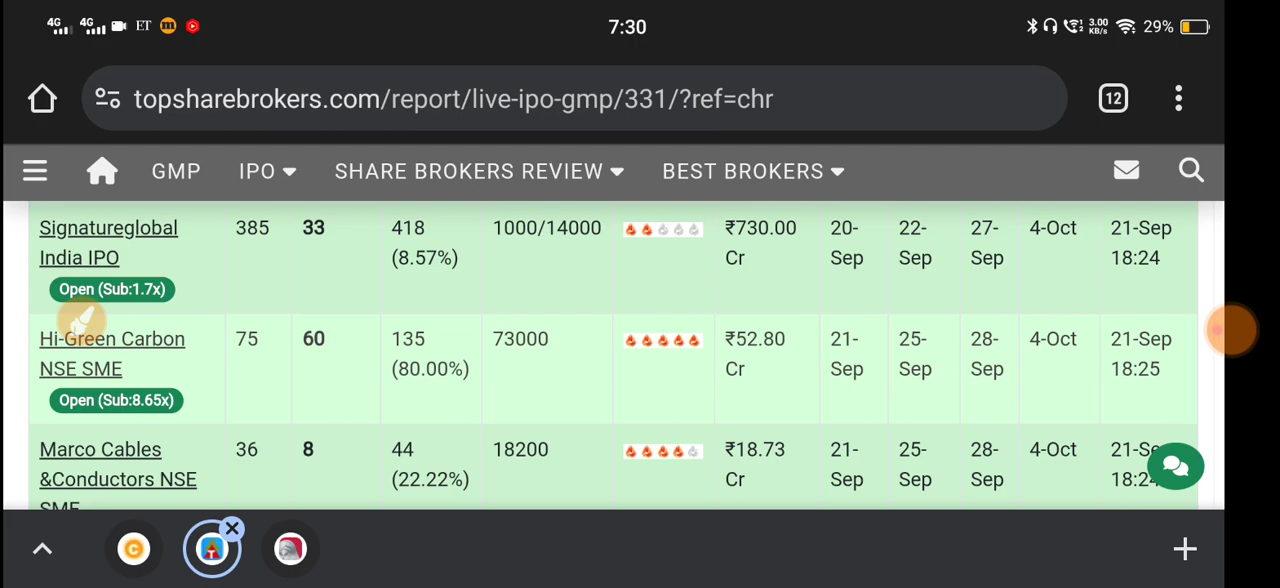 4G 4G ET 7:30 3.00 KB/s 29%
topsharebrokers.com/report/live-ipo-gmp/331/?ref=chr 12
GMP IPO SHARE BROKERS REVIEW BEST BROKERS
Signatureglobal 385 33 418 1000/14000 ₹730.00 20- 22- 27- 4-Oct 21-Sep
India IPO (8.57%) Cr Sep Sep Sep 18:24
Open (Sub:1.7x)
Hi-Green Carbon 75 60 135 73000 ₹52.80 21- 25- 28- 4-Oct 21-Sep
NSE SME (80.00%) Cr Sep Sep Sep 18:25
Open (Sub:8.65x)
Marco Cables 36 8 44 18200 ₹18.73 21- 25- 28- 4-Oct 21-Sep
&Conductors NSE (22.22%) Cr Sep Sep Sep 18:24
SME